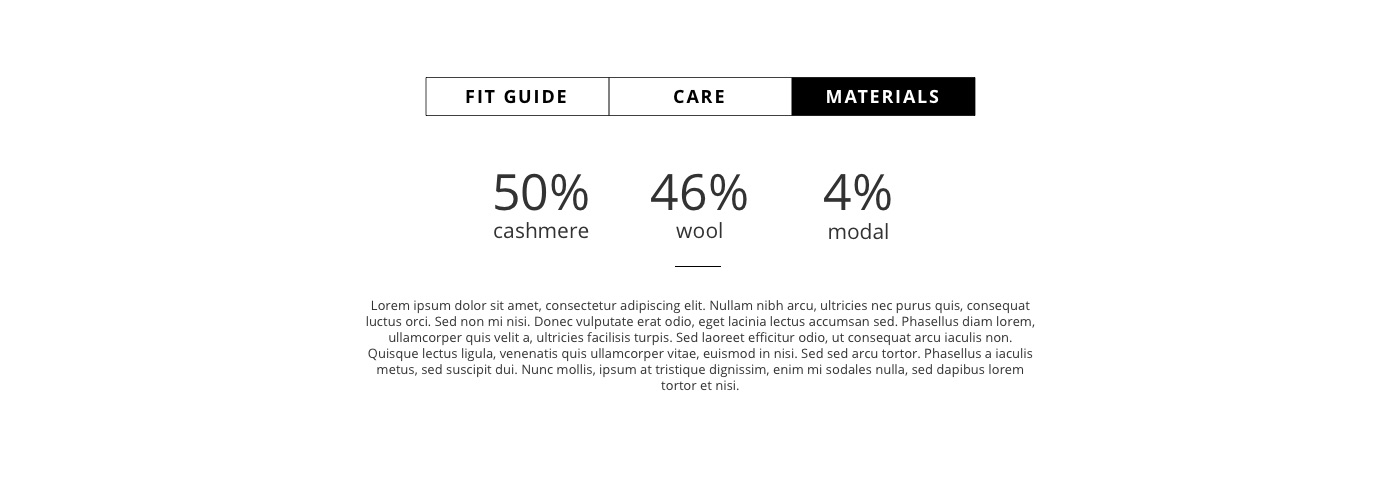 FIT GUIDE CARE MATERIALS
50% 46% 4%
cashmere wool modal
Lorem ipsum dolor sit amet, consectetur adipiscing elit. Nullam nibh arcu, ultricies nec purus quis, consequat
luctus orci. Sed non mi nisi. Donec vulputate erat odio, eget lacinia lectus accumsan sed. Phasellus diam lorem,
ullamcorper quis velit a, ultricies facilisis turpis. Sed laoreet efficitur odio, ut consequat arcu iaculis non.
Quisque lectus ligula, venenatis quis ullamcorper vitae, euismod in nisi. Sed sed arcu tortor. Phasellus a iaculis
metus, sed suscipit dui. Nunc mollis, ipsum at tristique dignissim, enim mi sodales nulla, sed dapibus lorem
tortor et nisi.